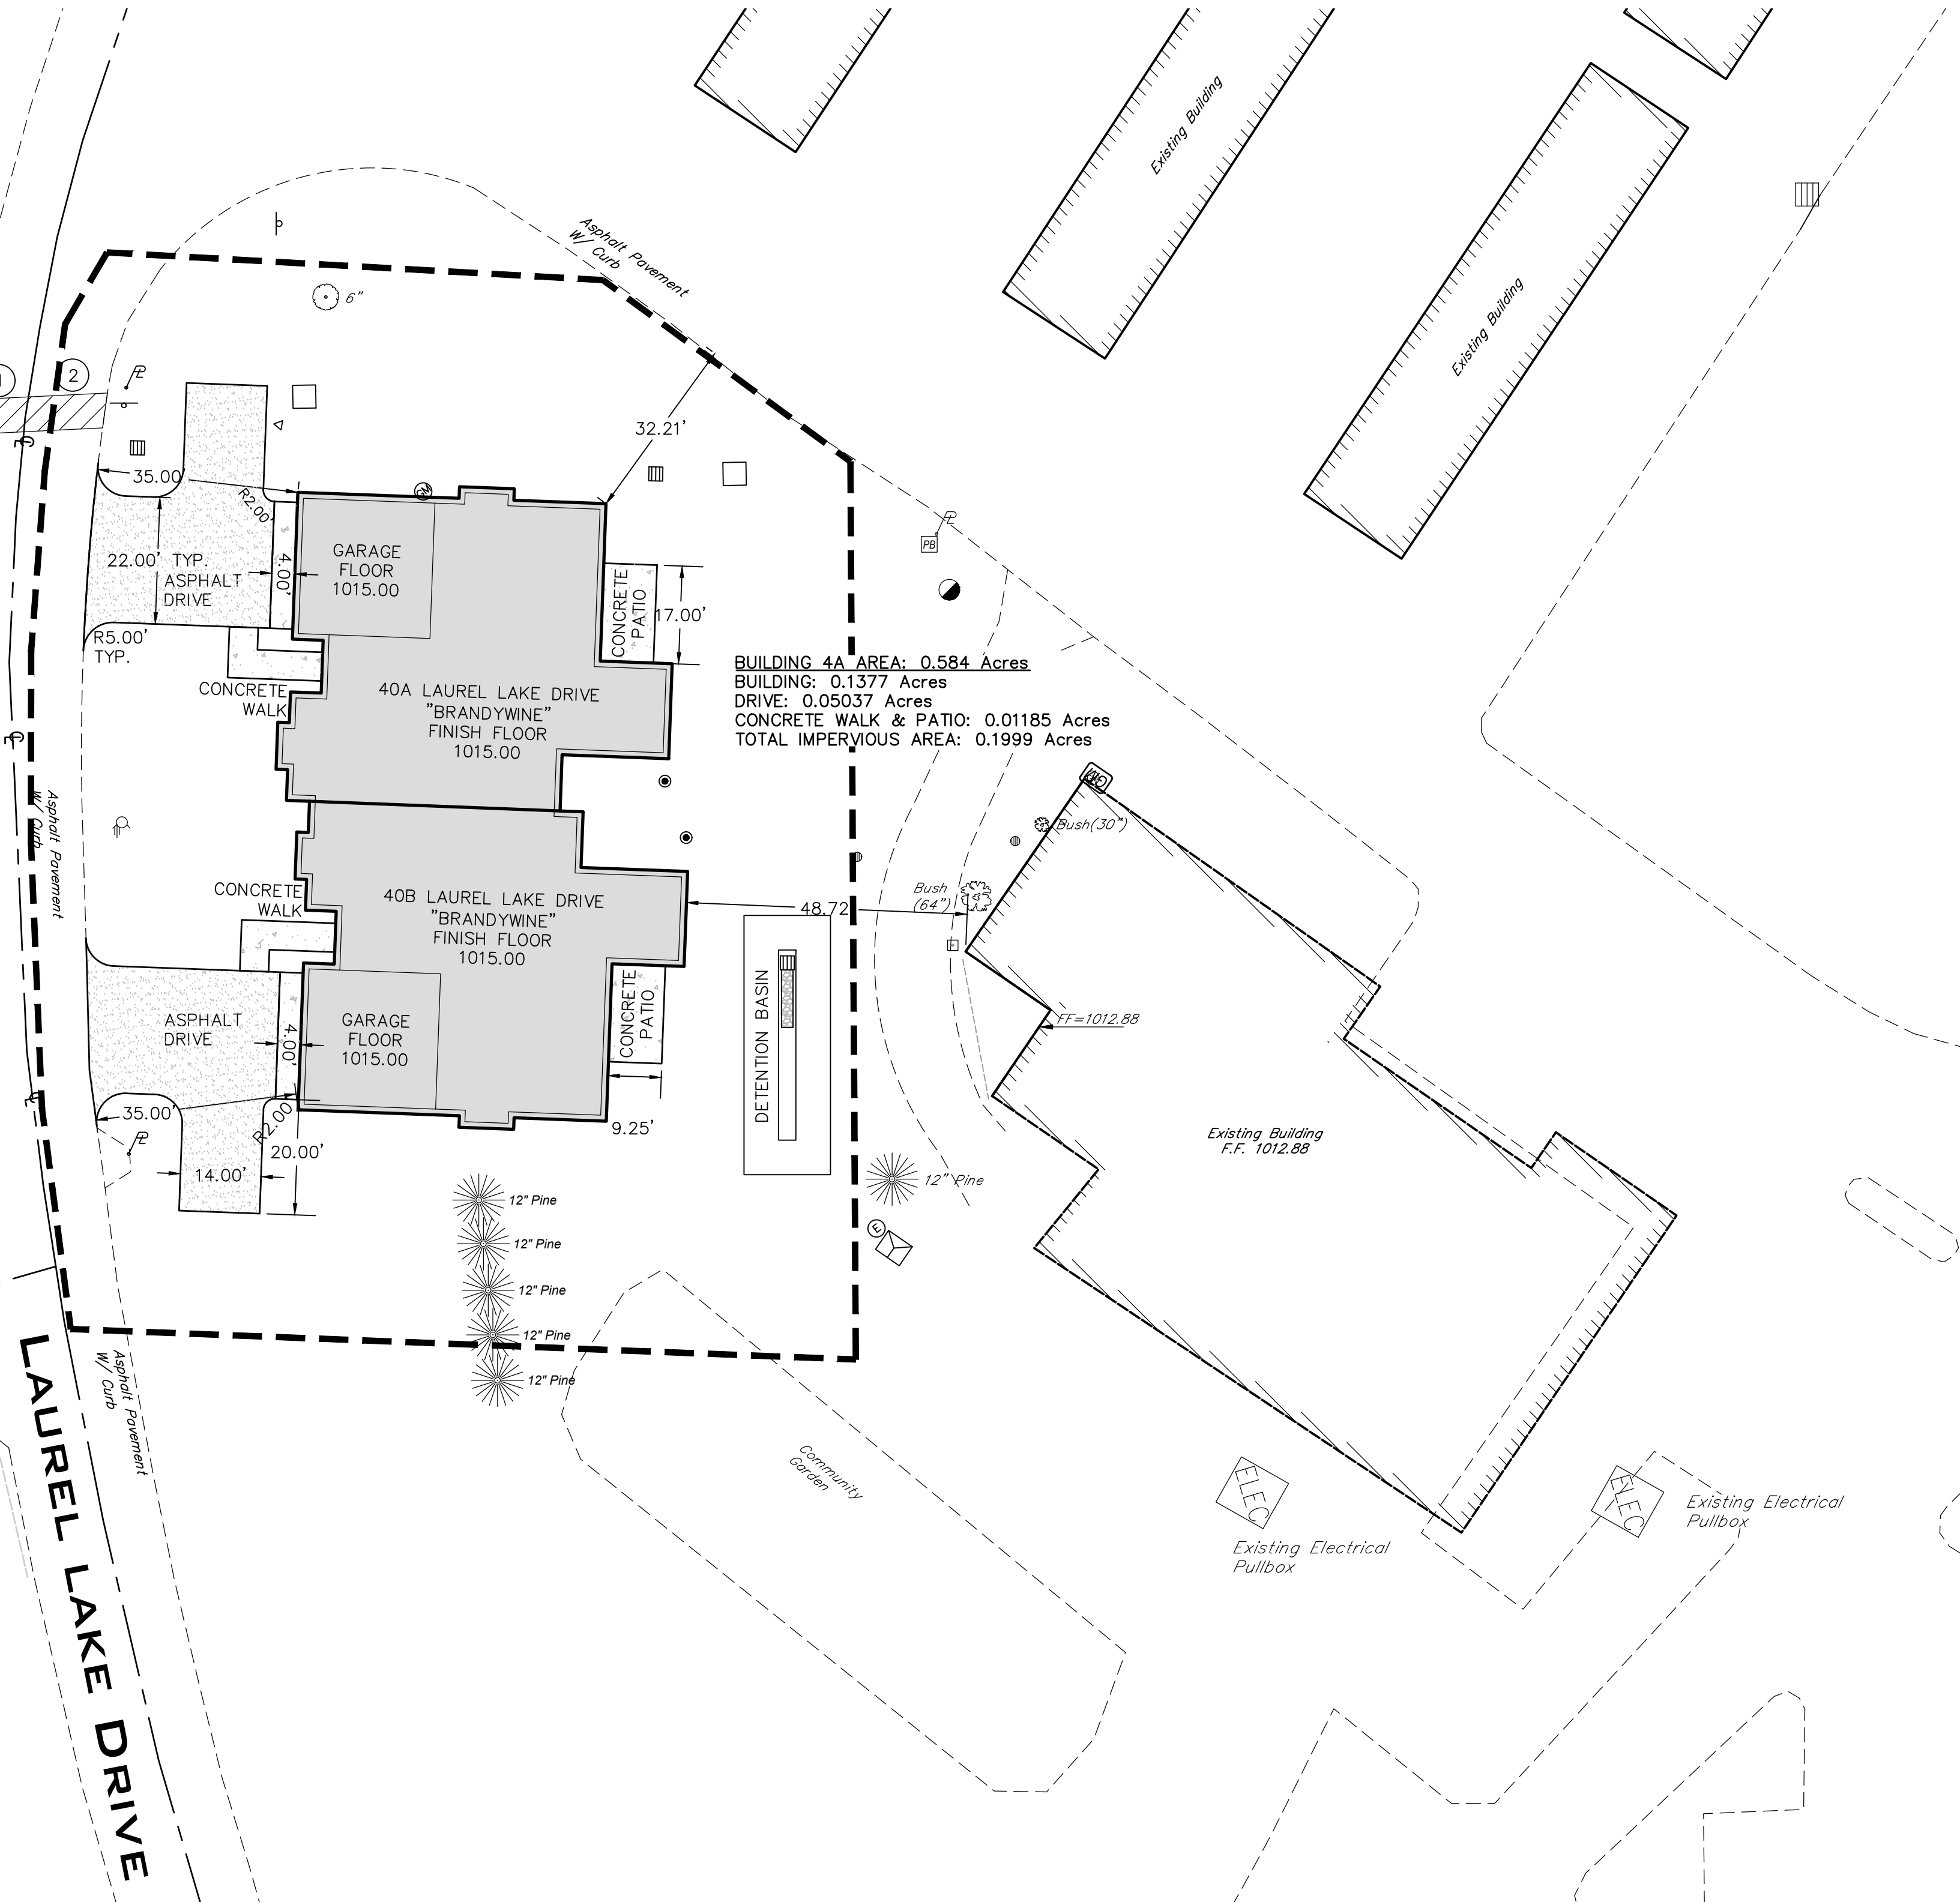 Existing Building
Existing Building
Asphalt Pavement
W/ Curb
6"
2
32.21'
35.00
R2.00'
GM
22.00' TYP.
ASPHALT
DRIVE
4.00'
GARAGE
FLOOR
1015.00
CONCRETE
PATIO
17.00'
PB
R5.00'
TYP.
CONCRETE
WALK
40A LAUREL LAKE DRIVE
"BRANDYWINE"
FINISH FLOOR
1015.00
BUILDING 4A AREA: 0.584 Acres
BUILDING: 0.1377 Acres
DRIVE: 0.05037 Acres
CONCRETE WALK & PATIO: 0.01185 Acres
TOTAL IMPERVIOUS AREA: 0.1999 Acres
GM
Bush(30")
Asphalt Pavement
W/ Curb
CONCRETE
WALK
40B LAUREL LAKE DRIVE
"BRANDYWINE"
FINISH FLOOR
1015.00
48.72
Bush
(64")
FF=1012.88
ASPHALT
DRIVE
4.00'
GARAGE
FLOOR
1015.00
CONCRETE
PATIO
DETENTION BASIN
35.00'
R2.00'
20.00'
14.00'
9.25'
Existing Building
F.F. 1012.88
12" Pine
12" Pine
12" Pine
12" Pine
12" Pine
12" Pine
E
Asphalt Pavement
W/ Curb
LAUREL LAKE DRIVE
Community
Garden
ELEC
Existing Electrical
Pullbox
ELEC
Existing Electrical
Pullbox